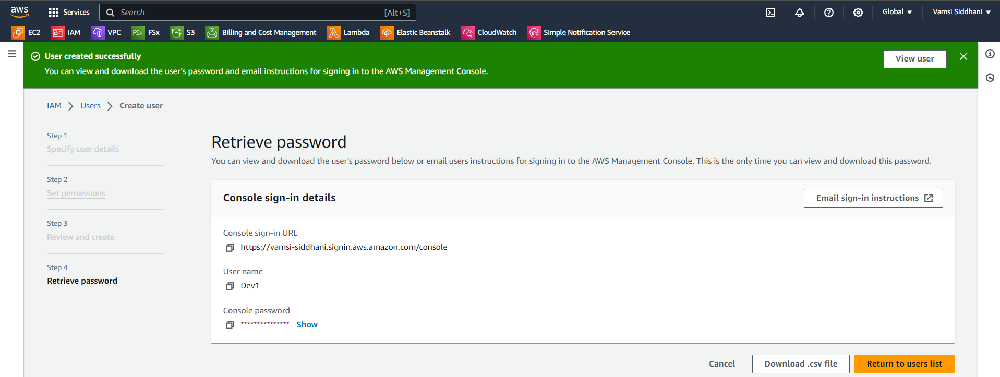 aws Services Search [Alt+S] Global Vamsi Siddhani
EC2 IAM VPC FSx FSx S3 Billing and Cost Management Lambda Elastic Beanstalk CloudWatch Simple Notification Service
User created successfully
View user
You can view and download the user's password and email instructions for signing in to the AWS Management Console.
IAM Users Create user
Step 1
Specify user details
Step 2
Set permissions
Step 3
Review and create
Step 4
Retrieve password
Retrieve password
You can view and download the user's password below or email users instructions for signing in to the AWS Management Console. This is the only time you can view and download this password.
Console sign-in details
Email sign-in instructions
Console sign-in URL
https://vamsi-siddhani.signin.aws.amazon.com/console
User name
Dev1
Console password
*************** Show
Cancel Download .csv file Return to users list